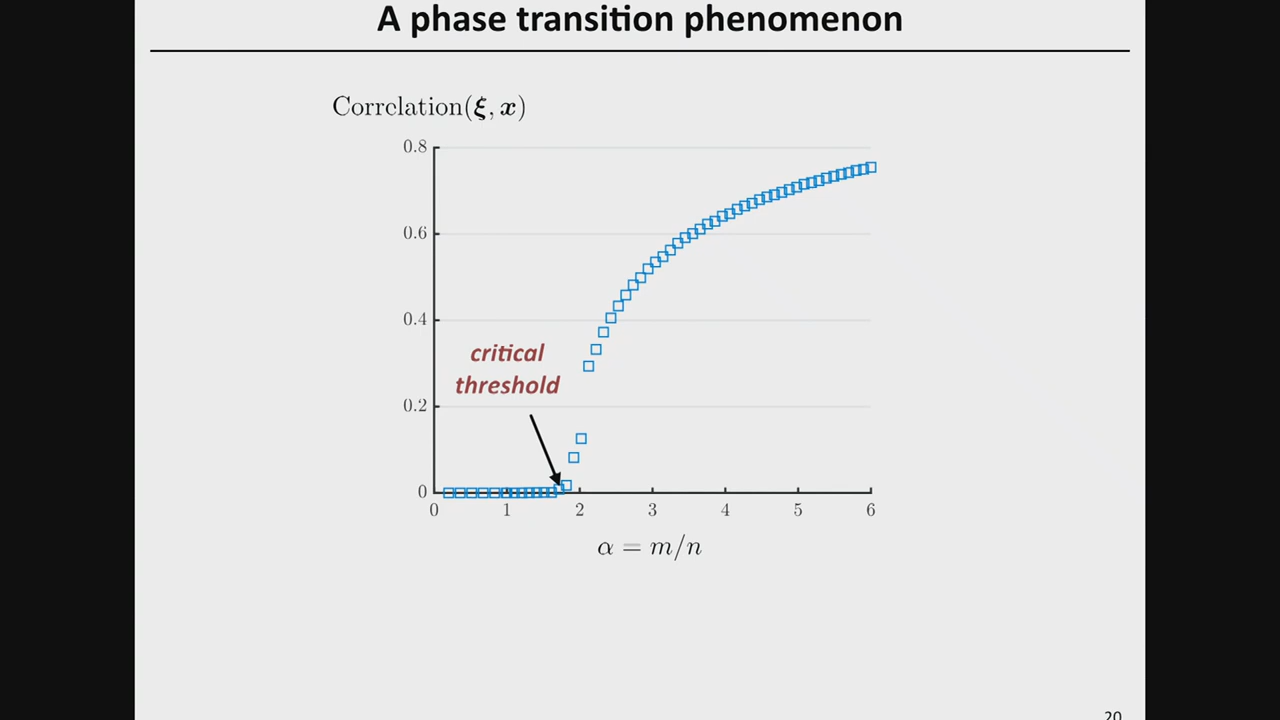 A phase transition phenomenon
Correlation(ξ, x)
0.8
0.6
0.4
critical
threshold
0.2
0
0 1 2 3 4 5 6
α = m/n
20